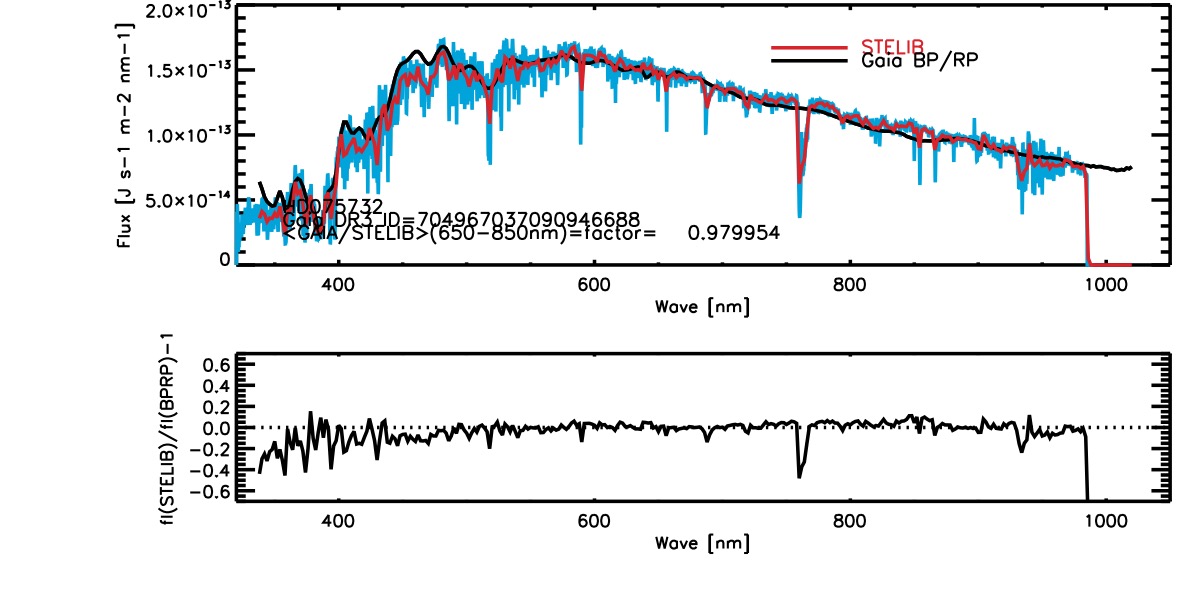 2.0×10-13
1.5×10-13
1.0×10-13
5.0×10-14
0
Flux [J s-1 m-2 nm-1]
STELIB
Gaia BP/RP
HD075732
Gaia DR3 ID=704967037090946688
<GAIA/STELIB>(650-850nm)=factor= 0.979954
400 600 800 1000
Wave [nm]
fl(STELIB)/fl(BPRP)-1
0.6
0.4
0.2
0.0
-0.2
-0.4
-0.6
400 600 800 1000
Wave [nm]